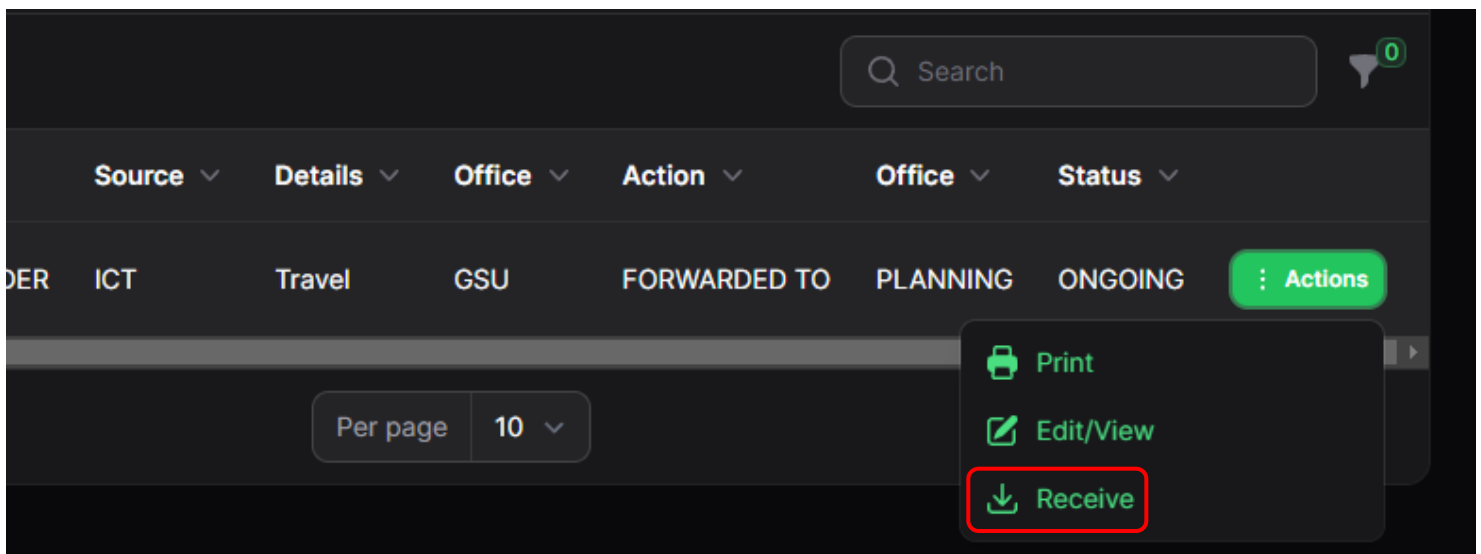 Search 0
Source Details Office Action Office Status
DER ICT Travel GSU FORWARDED TO PLANNING ONGOING Actions
Print
Per page 10
Edit/View
Receive